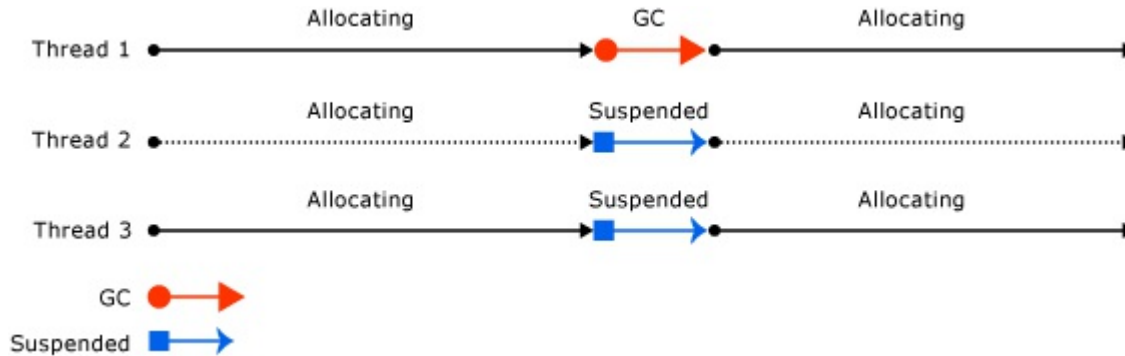 Allocating GC Allocating
Thread 1
Allocating Suspended Allocating
Thread 2
Allocating Suspended Allocating
Thread 3
GC
Suspended